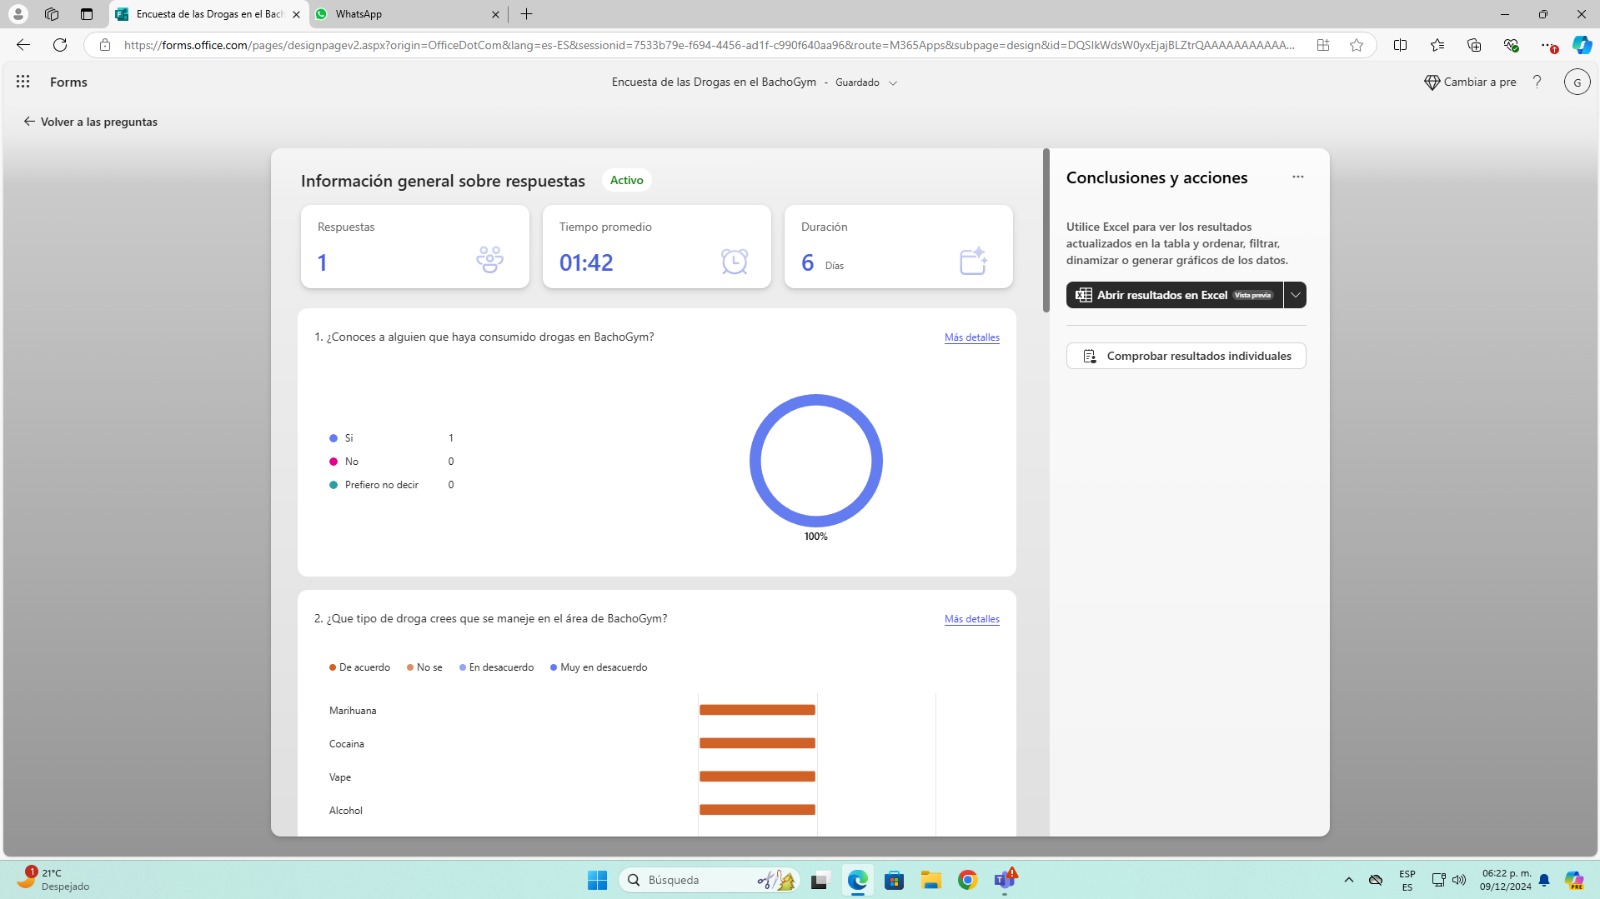 Encuesta de las Drogas en el Bach
WhatsApp
https://forms.office.com/pages/designpagev2.aspx?origin=OfficeDotCom&lang=es-ES&sessionid=7533b79e-f694-4456-ad1f-c990f640aa96&route=M365Apps&subpage=design&id=DQSIkWdsW0yxEjajBLZtrQAAAAAAAAAAA...
Forms
Encuesta de las Drogas en el BachoGym - Guardado
Cambiar a pre
?
G
Volver a las preguntas
Información general sobre respuestas
Activo
Respuestas
1
Tiempo promedio
01:42
Duración
6 Días
Conclusiones y acciones
...
Utilice Excel para ver los resultados
actualizados en la tabla y ordenar, filtrar,
dinamizar o generar gráficos de los datos.
Abrir resultados en Excel Vista previa
Comprobar resultados individuales
1. ¿Conoces a alguien que haya consumido drogas en BachoGym?
Más detalles
Si 1
No 0
Prefiero no decir 0
100%
2. ¿Que tipo de droga crees que se maneje en el área de BachoGym?
Más detalles
De acuerdo No se En desacuerdo Muy en desacuerdo
Marihuana
Cocaina
Vape
Alcohol
1
21°C
Despejado
Búsqueda
ESP
ES
06:22 p. m.
09/12/2024
PRE